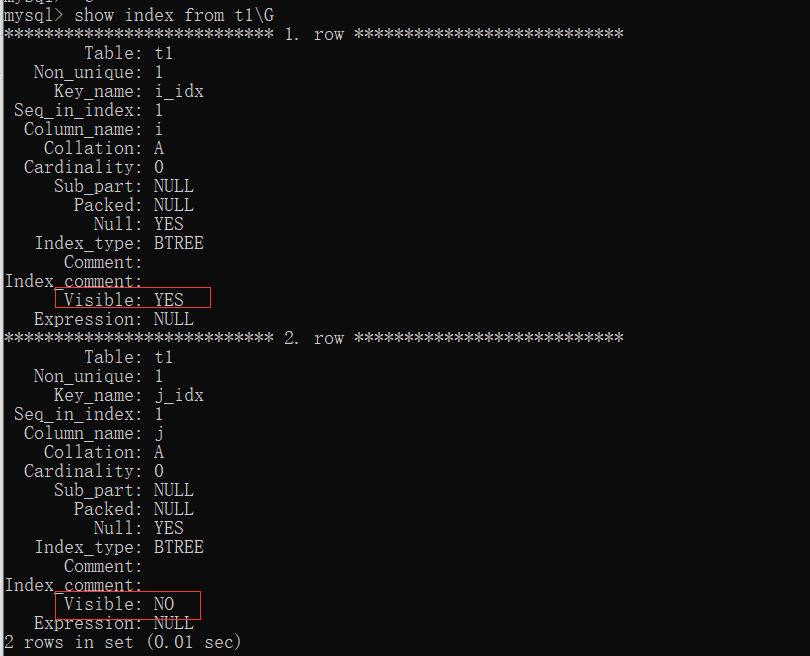 mysql> show index from t1\G
*************************** 1. row ***************************
Table: t1
Non_unique: 1
Key_name: i_idx
Seq_in_index: 1
Column_name: i
Collation: A
Cardinality: 0
Sub_part: NULL
Packed: NULL
Null: YES
Index_type: BTREE
Comment:
Index_comment:
Visible: YES
Expression: NULL
*************************** 2. row ***************************
Table: t1
Non_unique: 1
Key_name: j_idx
Seq_in_index: 1
Column_name: j
Collation: A
Cardinality: 0
Sub_part: NULL
Packed: NULL
Null: YES
Index_type: BTREE
Comment:
Index_comment:
Visible: NO
Expression: NULL
2 rows in set (0.01 sec)